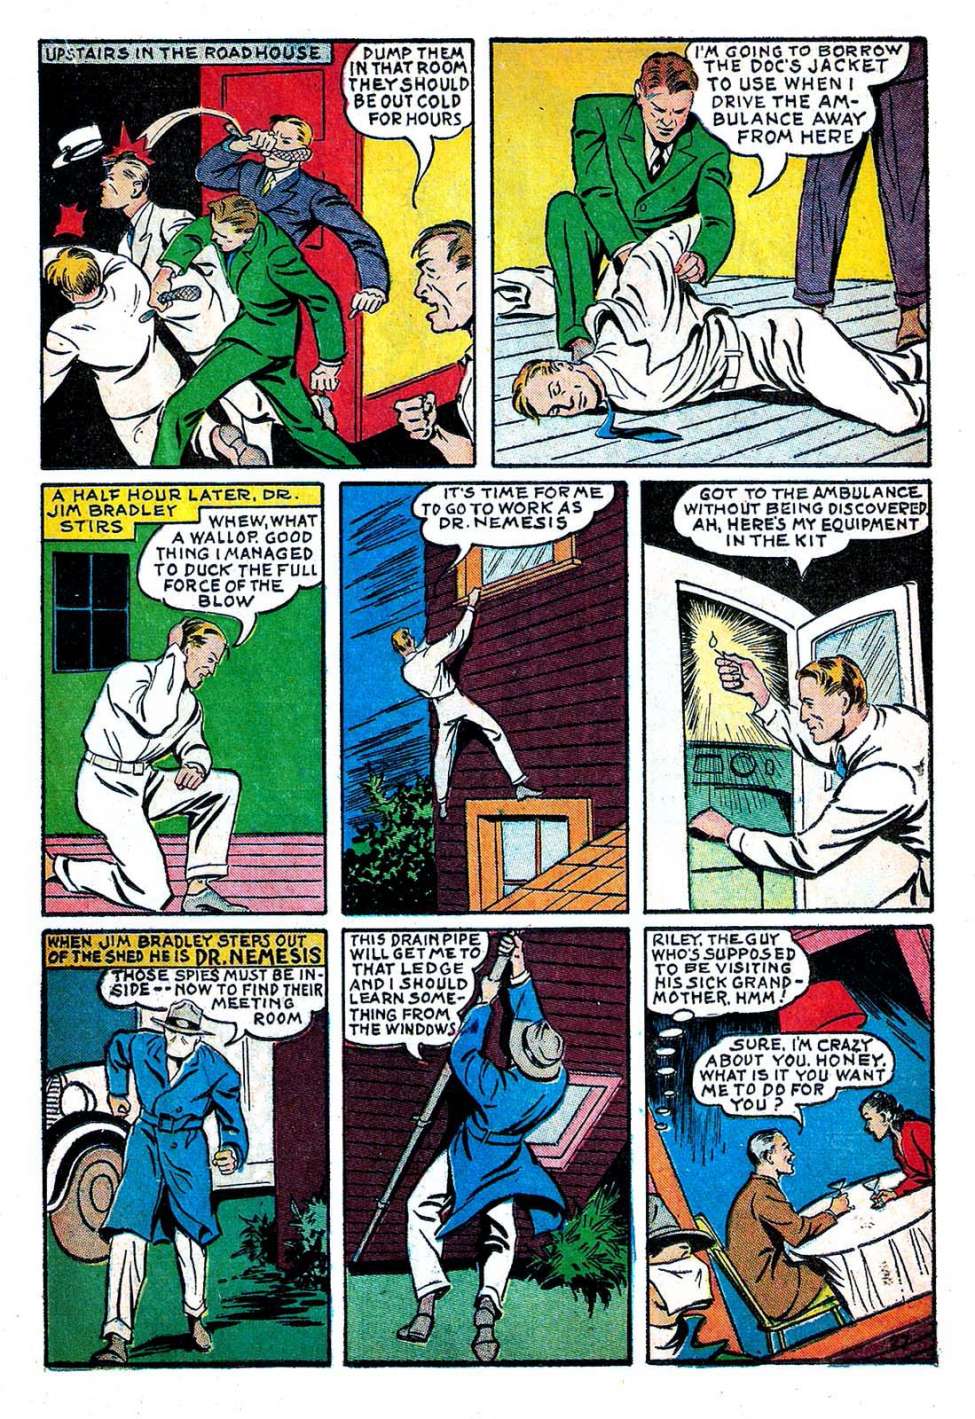 UPSTAIRS IN THE ROADHOUSE
DUMP THEM
IN THAT ROOM
THEY SHOULD
BE OUT COLD
FOR HOURS
I'M GOING TO BORROW
THE DOC'S JACKET
TO USE WHEN I
DRIVE THE AM-
BULANCE AWAY
FROM HERE
A HALF HOUR LATER, DR.
JIM BRADLEY
STIRS
WHEW, WHAT
A WALLOP. GOOD
THING I MANAGED
TO DUCK THE FULL
FORCE OF THE
BLOW
IT'S TIME FOR ME
TO GO TO WORK AS
DR. NEMESIS
GOT TO THE AMBULANCE
WITHOUT BEING DISCOVERED.
AH, HERE'S MY EQUIPMENT
IN THE KIT
WHEN JIM BRADLEY STEPS OUT
OF THE SHED HE IS DR. NEMESIS
THOSE SPIES MUST BE IN-
SIDE-- NOW TO FIND THEIR
MEETING
ROOM
THIS DRAIN PIPE
WILL GET ME TO
THAT LEDGE
AND I SHOULD
LEARN SOME-
THING FROM
THE WINDOWS
RILEY, THE GUY
WHO'S SUPPOSED
TO BE VISITING
HIS SICK GRAND-
MOTHER, HMM!
SURE, I'M CRAZY
ABOUT YOU, HONEY,
WHAT IS IT YOU WANT
ME TO DO FOR
YOU?